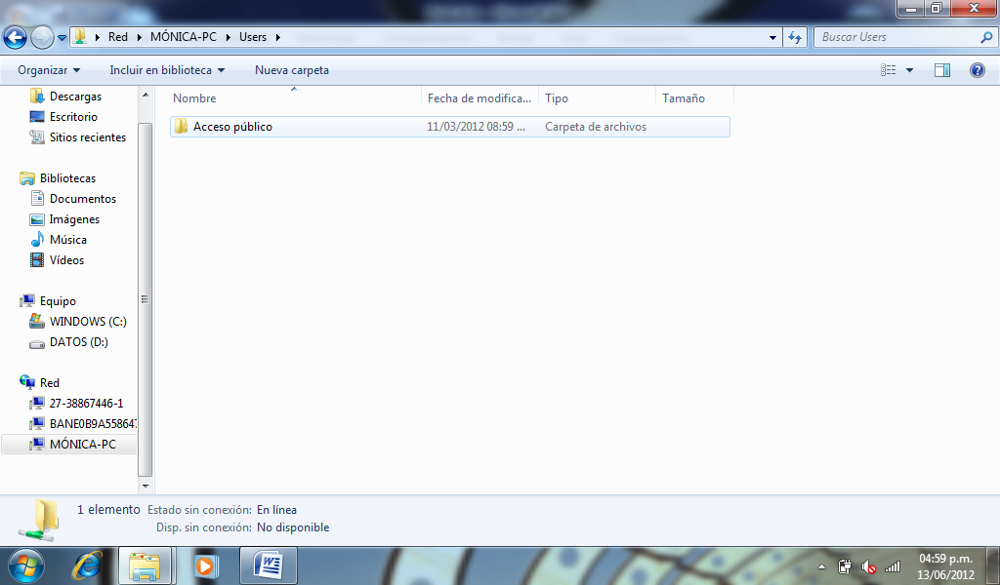 Red MÓNICA-PC Users
Buscar Users
Organizar Incluir en biblioteca Nueva carpeta
Nombre Fecha de modifica... Tipo Tamaño
Acceso público 11/03/2012 08:59 ... Carpeta de archivos
Descargas
Escritorio
Sitios recientes
Bibliotecas
Documentos
Imágenes
Música
Vídeos
Equipo
WINDOWS (C:)
DATOS (D:)
Red
27-38867446-1
BANE0B9A55864
MÓNICA-PC
1 elemento Estado sin conexión: En línea
Disp. sin conexión: No disponible
04:59 p.m.
13/06/2012